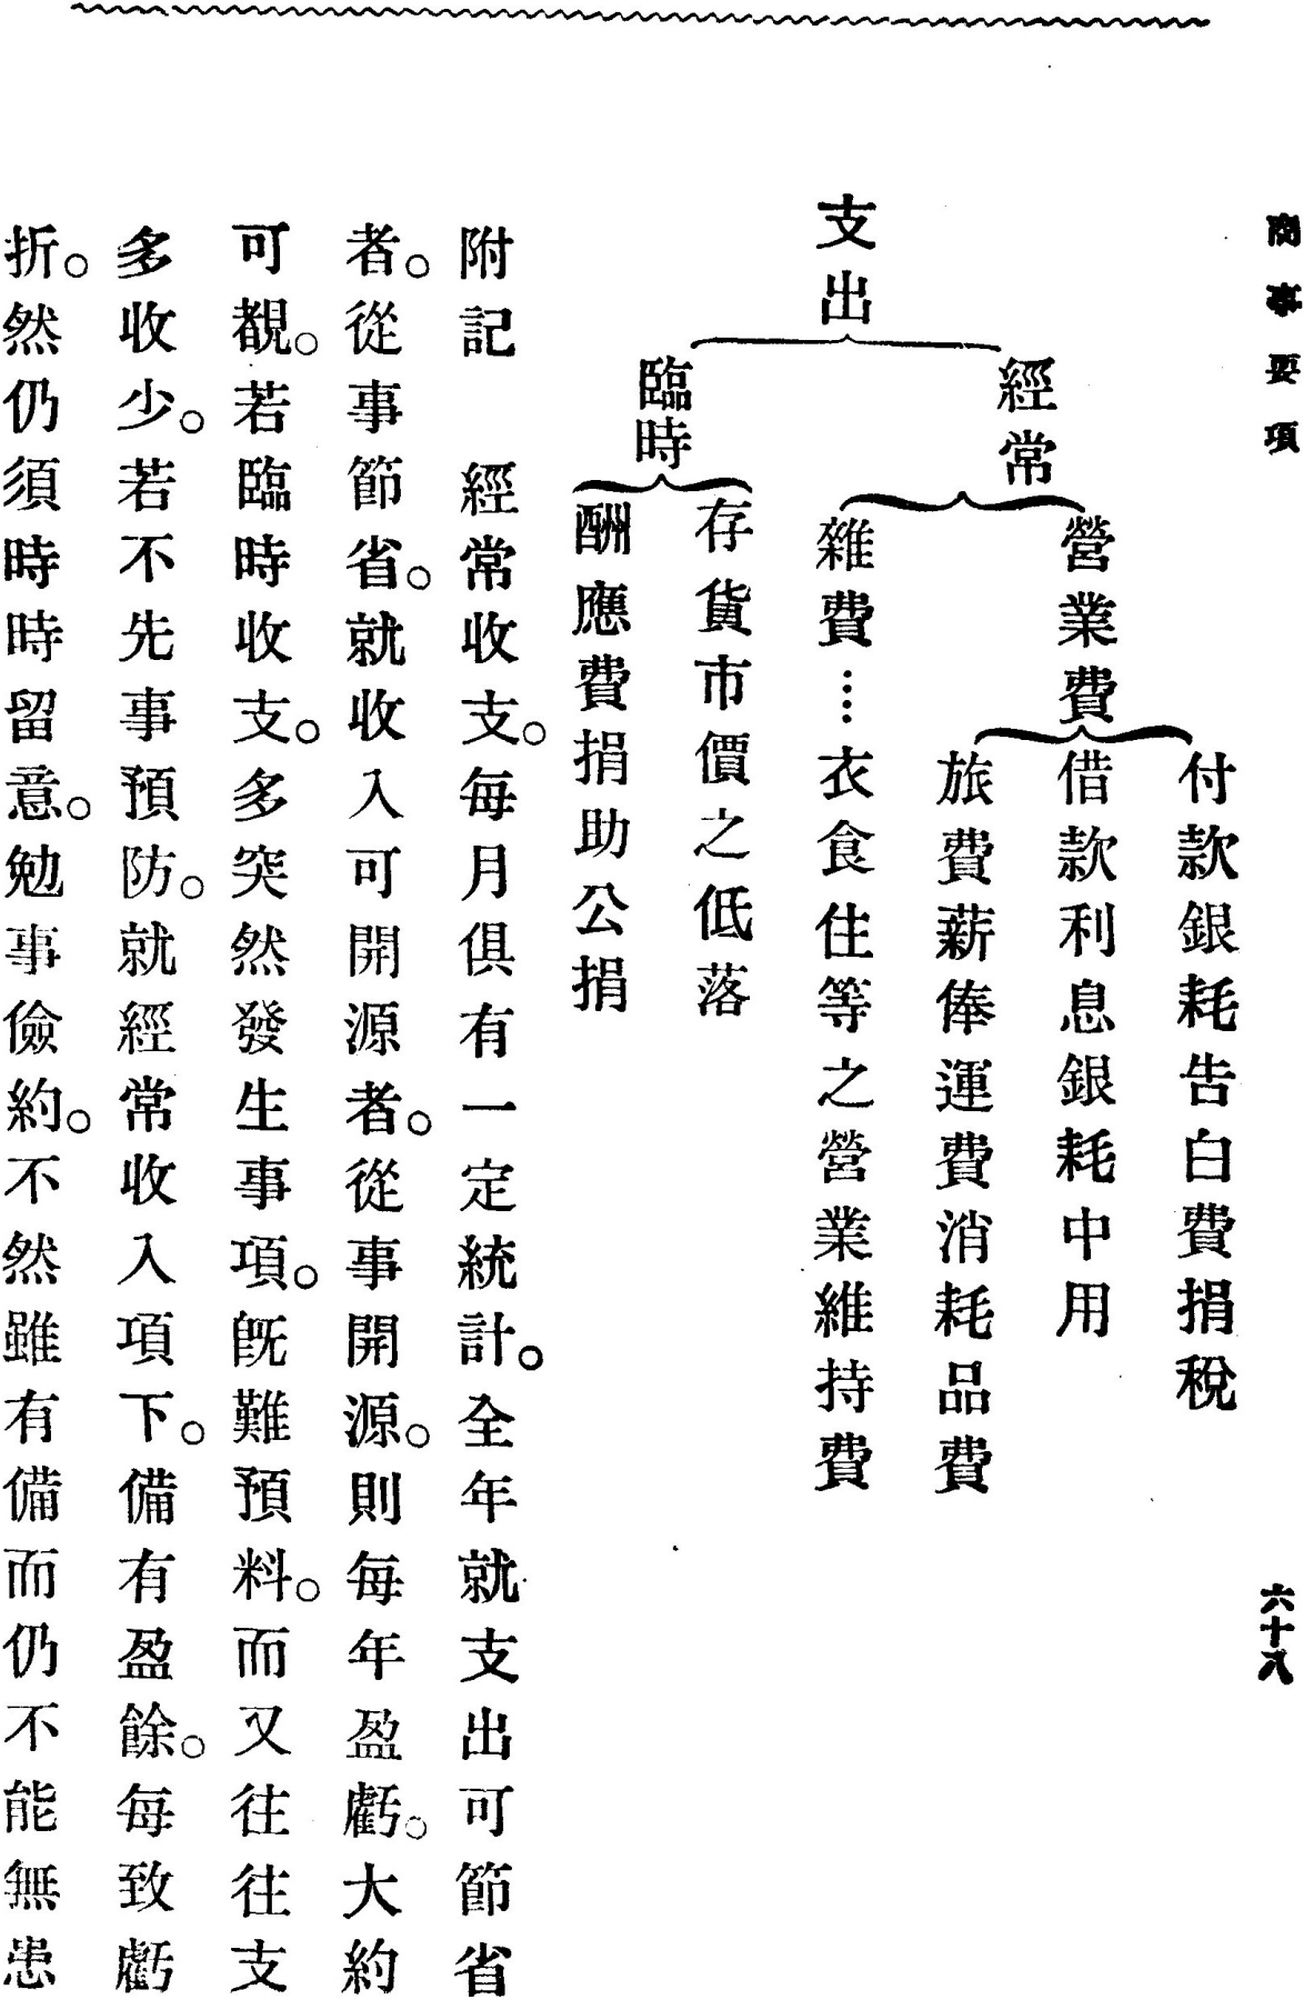 商事要項
六十八
支出
經常
營業費
付款銀耗告白費捐稅
借款利息銀耗中用
旅費薪俸運費消耗品費
雜費…衣食住等之營業維持費
臨時
存貨市價之低落
酬應費捐助公捐
附記　經常收支。每月俱有一定統計。全年就支出可節省
者。從事節省。就收入可開源者。從事開源。則每年盈虧。大約
可覩。若臨時收支。多突然發生事項。旣難預料。而又往往支
多收少。若不先事預防。就經常收入項下。備有盈餘。每致虧
折。然仍須時時留意。勉事儉約。不然雖有備而仍不能無患